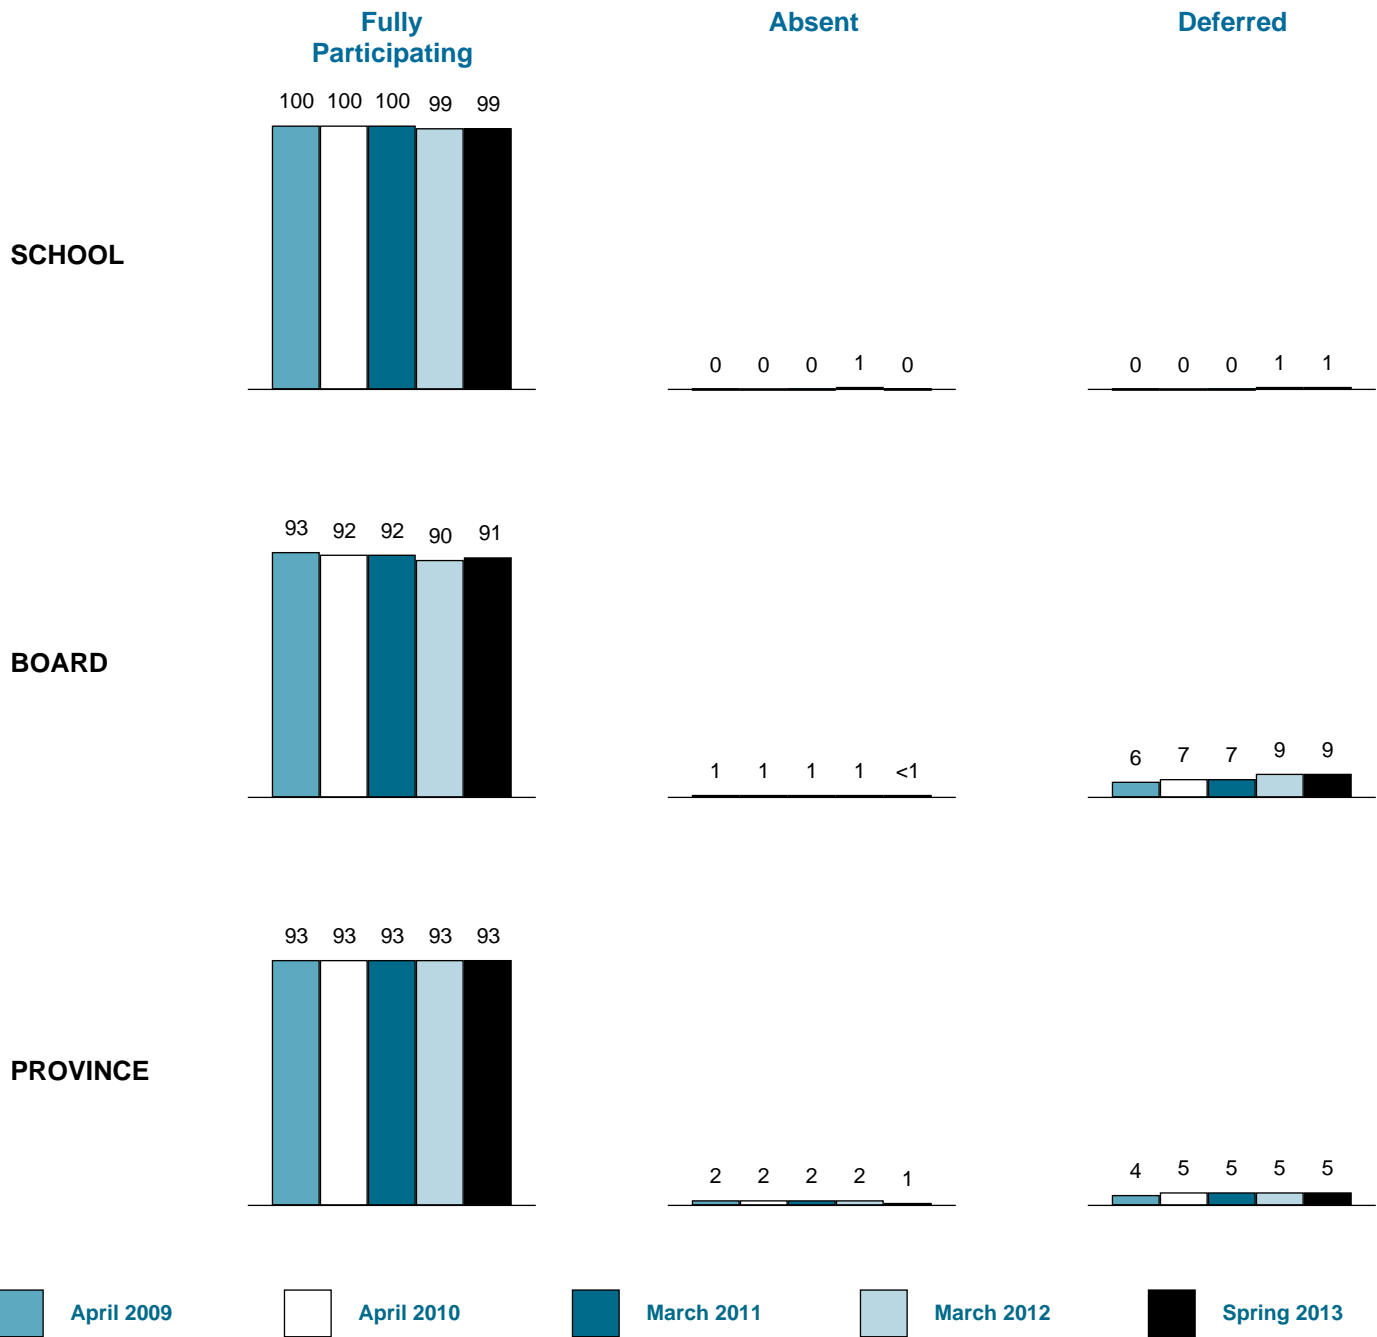 Fully
Participating
Absent
Deferred
SCHOOL
100 100 100 99 99
0 0 0 1 0
0 0 0 1 1
BOARD
93 92 92 90 91
1 1 1 1 <1
6 7 7 9 9
PROVINCE
93 93 93 93 93
2 2 2 2 1
4 5 5 5 5
April 2009
April 2010
March 2011
March 2012
Spring 2013